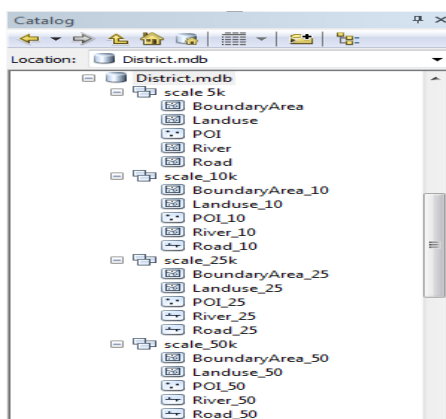 Catalog
Location: District.mdb
District.mdb
scale 5k
BoundaryArea
Landuse
POI
River
Road
scale_10k
BoundaryArea_10
Landuse_10
POI_10
River_10
Road_10
scale_25k
BoundaryArea_25
Landuse_25
POI_25
River_25
Road_25
scale_50k
BoundaryArea_50
Landuse_50
POI_50
River_50
Road_50